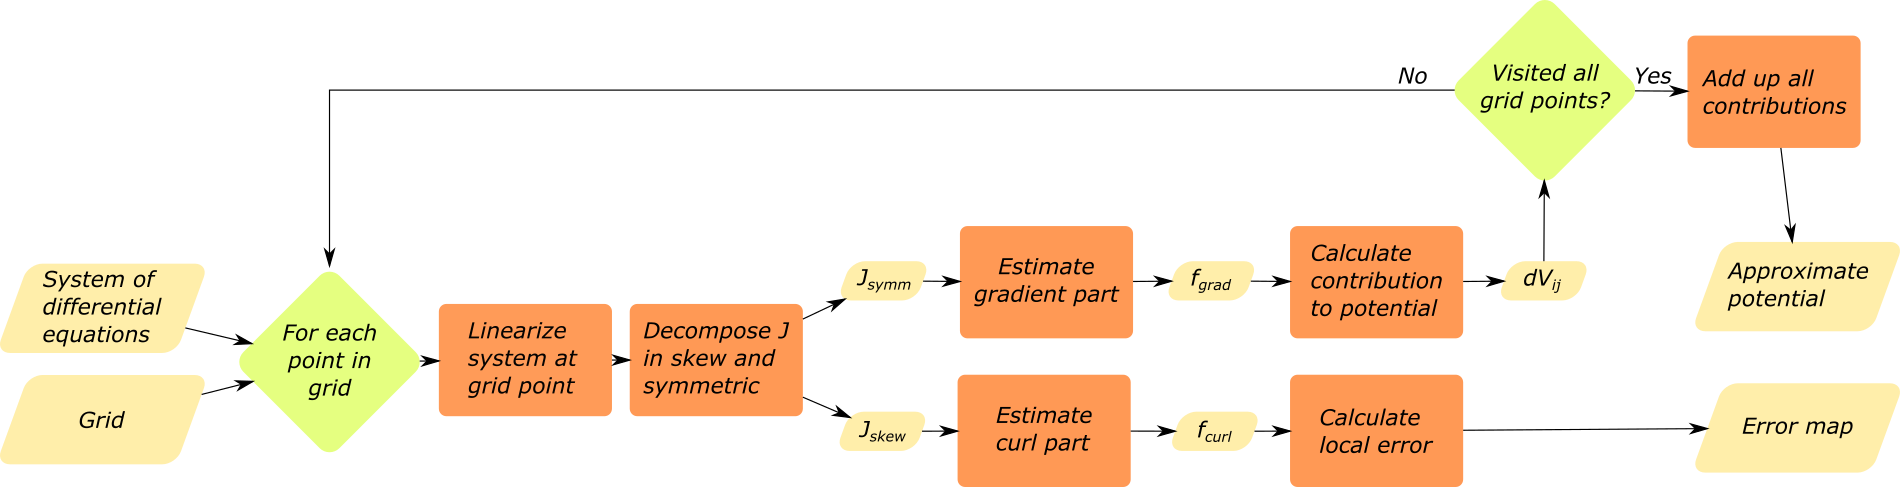 System of
differential
equations
Grid
For each
point in
grid
Linearize
system at
grid point
Decompose J
in skew and
symmetric
Jsymm
Estimate
gradient part
fgrad
Calculate
contribution
to potential
dVij
Jskew
Estimate
curl part
fcurl
Calculate
local error
Error map
No
Visited all
grid points?
Yes
Add up all
contributions
Approximate
potential